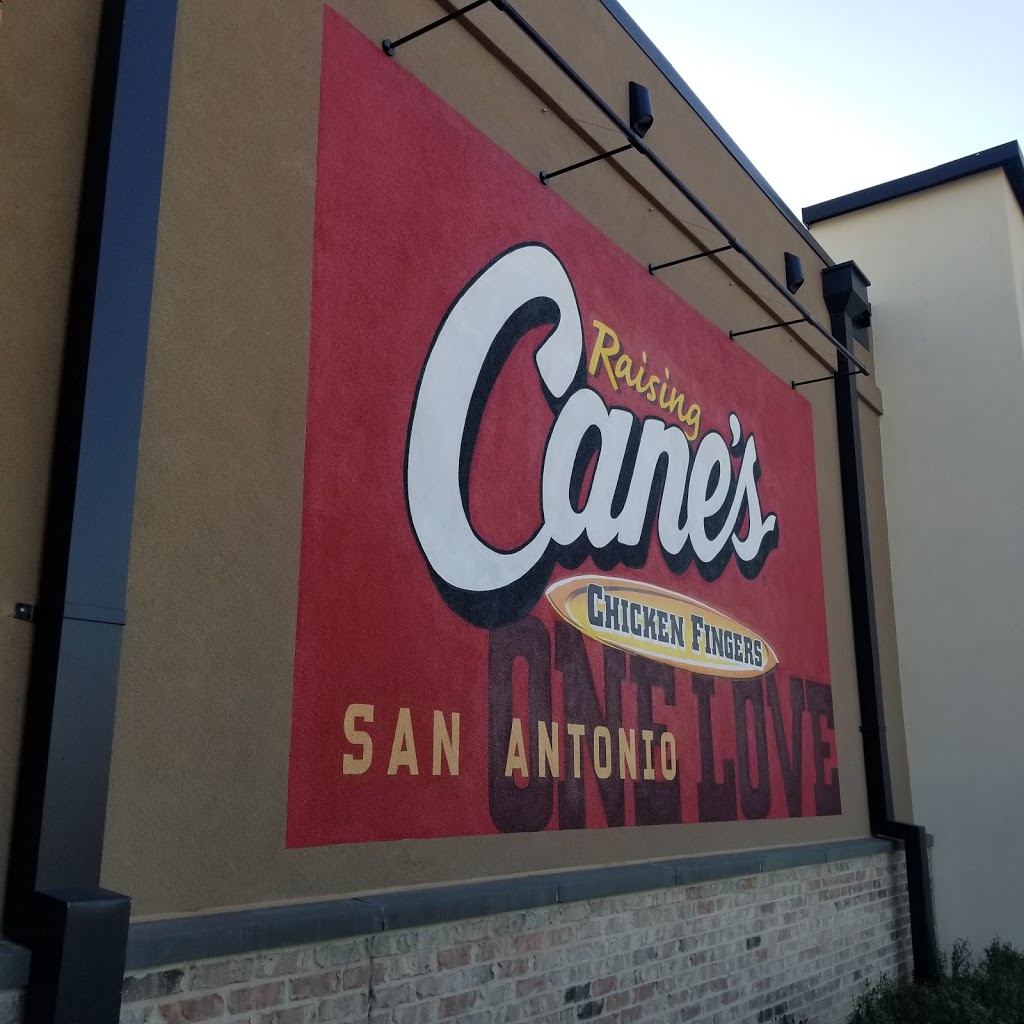 Raising
Cane's
CHICKEN FINGERS
ONE LOVE
SAN ANTONIO